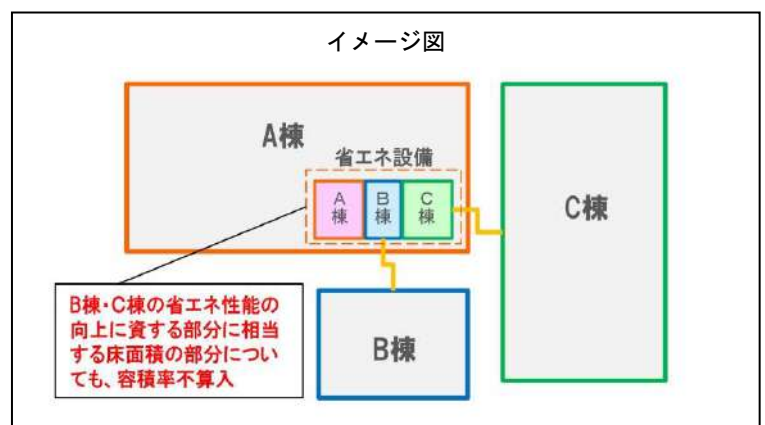 イメージ図
A棟
省エネ設備
A
棟
B
棟
C
棟
C棟
B棟・C棟の省エネ性能の
向上に資する部分に相当
する床面積の部分につい
ても、容積率不算入
B棟